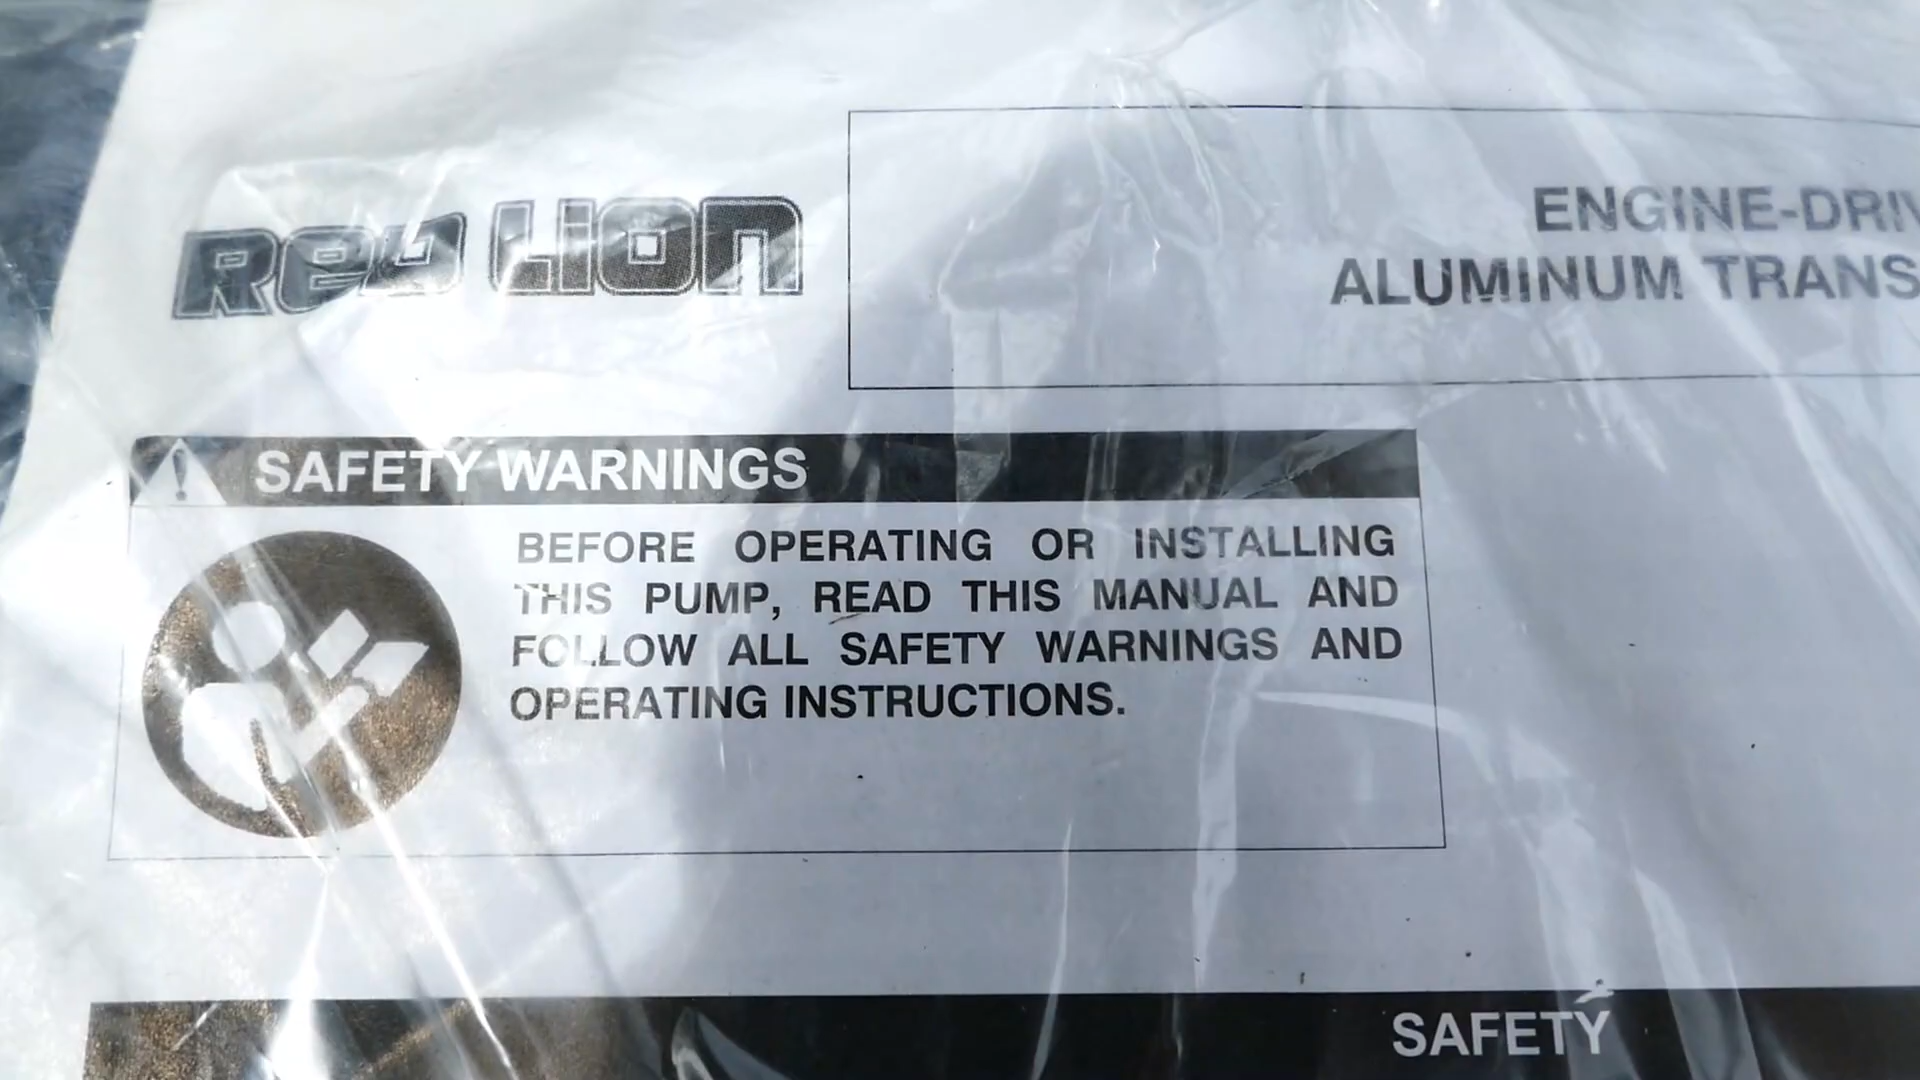 RED LION
ENGINE-DRIV
ALUMINUM TRANS
SAFETY WARNINGS
BEFORE OPERATING OR INSTALLING
THIS PUMP, READ THIS MANUAL AND
FOLLOW ALL SAFETY WARNINGS AND
OPERATING INSTRUCTIONS.
SAFETY